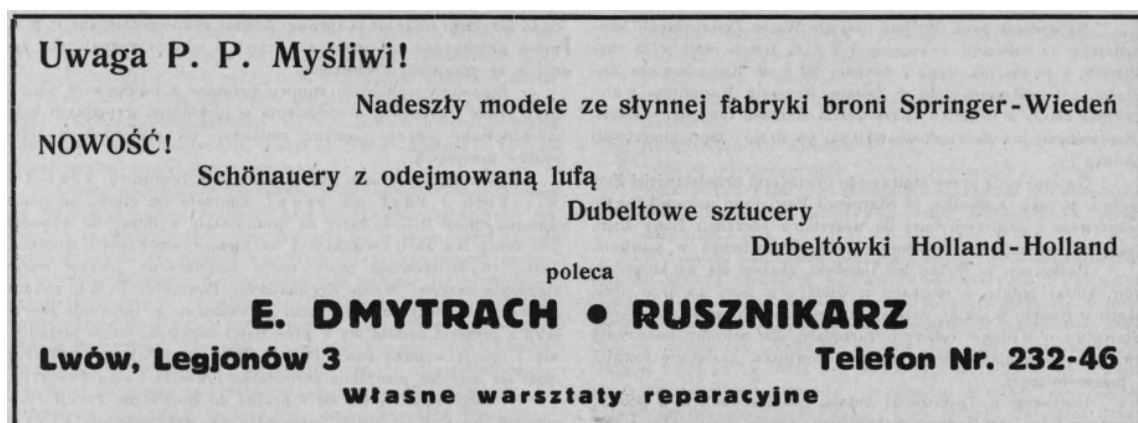 Uwaga P. P. Myśliwi!
Nadeszły modele ze słynnej fabryki broni Springer-Wiedeń
NOWOŚĆ!
Schönauery z odejmowaną lufą
Dubeltowe sztucery
Dubeltówki Holland-Holland
poleca
E. DMYTRACH • RUSZNIKARZ
Lwów, Legjonów 3 Telefon Nr. 232-46
Własne warsztaty reparacyjne